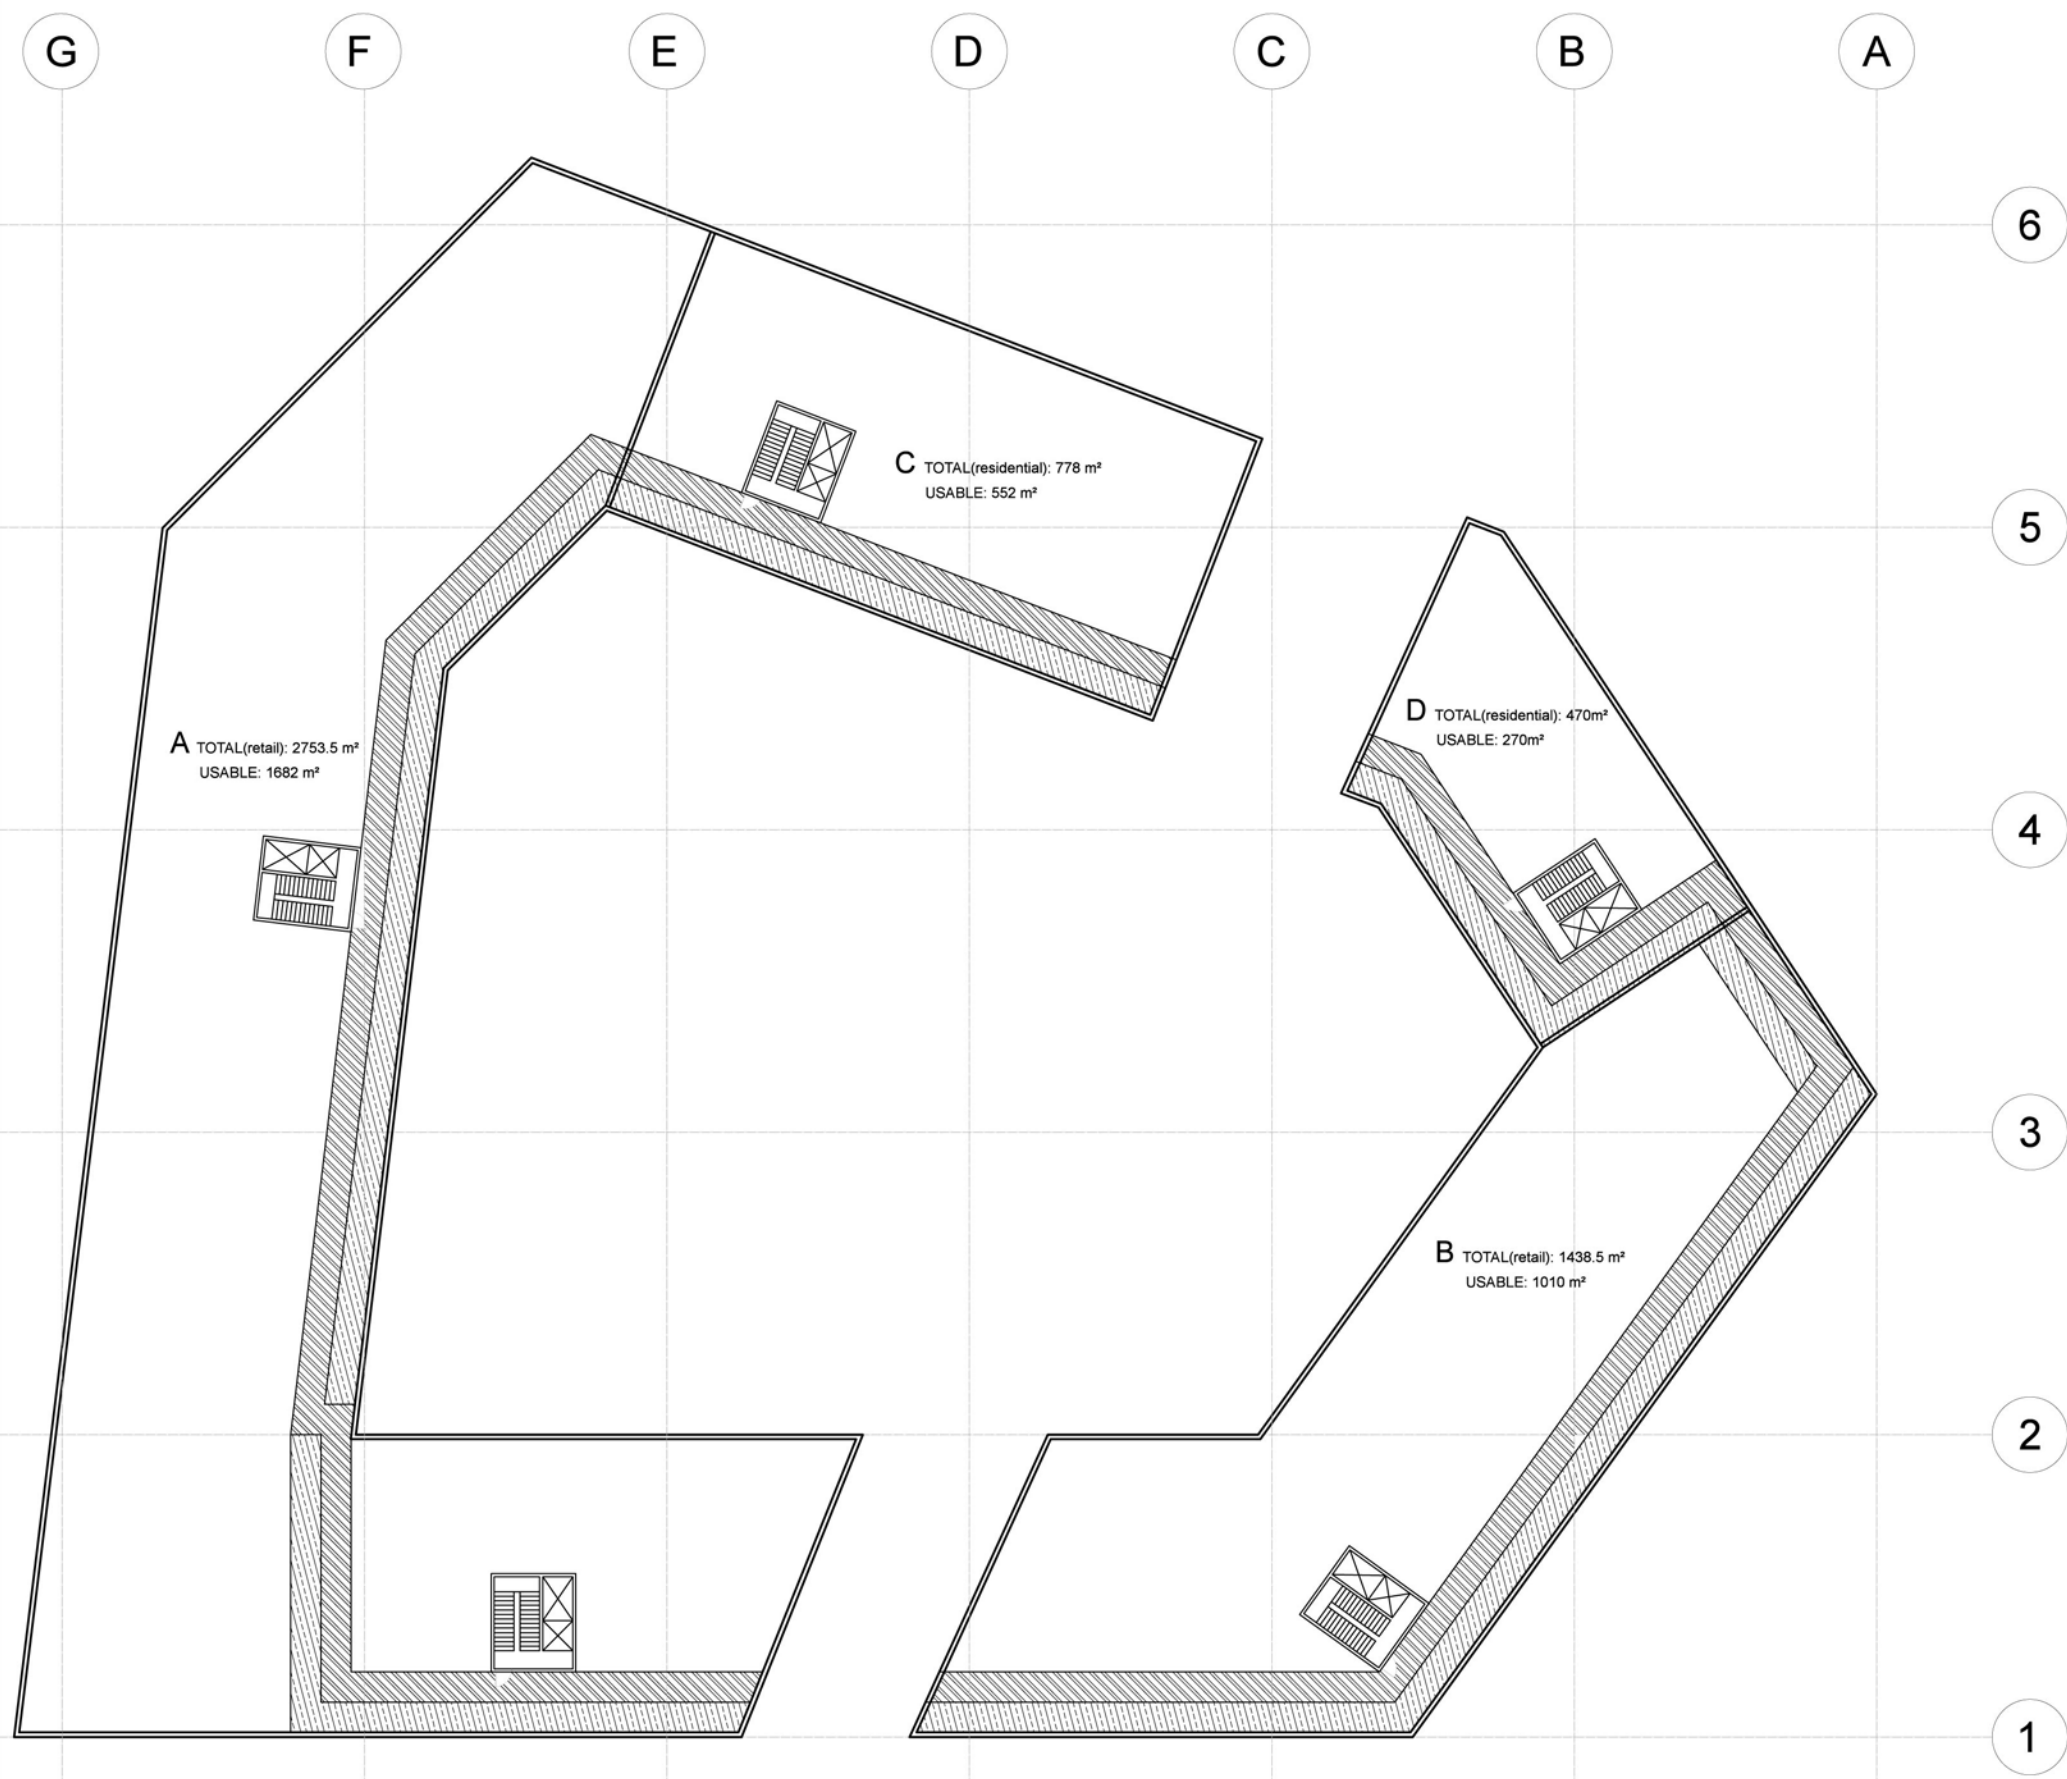 G F E D C B A
6
C TOTAL(residential): 778 m²
USABLE: 552 m²
5
D TOTAL(residential): 470m²
USABLE: 270m²
A TOTAL(retail): 2753.5 m²
USABLE: 1682 m²
4
3
B TOTAL(retail): 1438.5 m²
USABLE: 1010 m²
2
1